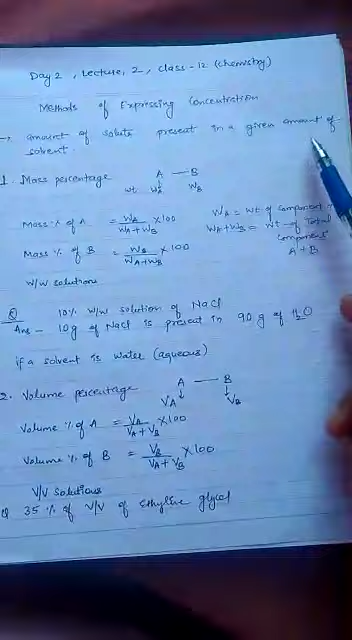 Day 2, Lecture, 2, class-12 (chemistry)
Methods of Expressing Concentration
→ amount of solute present in a given amount of
solvent.
1. Mass percentage A — B
wt. WA WB
Mass % of A = WA/WA+WB × 100 WA = Wt of component
Mass % of B = WB/WA+WB × 100 WA+WB = Wt of Total
component
A+B
W/W solutions
Q 10% W/W solution of NaCl
Ans – 10g of NaCl is present in 90g of H2O
if a solvent is water (aqueous)
2. Volume percentage A — B
VA VB
Volume % of A = VA/VA+VB × 100
Volume % of B = VB/VA+VB × 100
V/V solutions
Q 35% of V/V of ethyline glycol